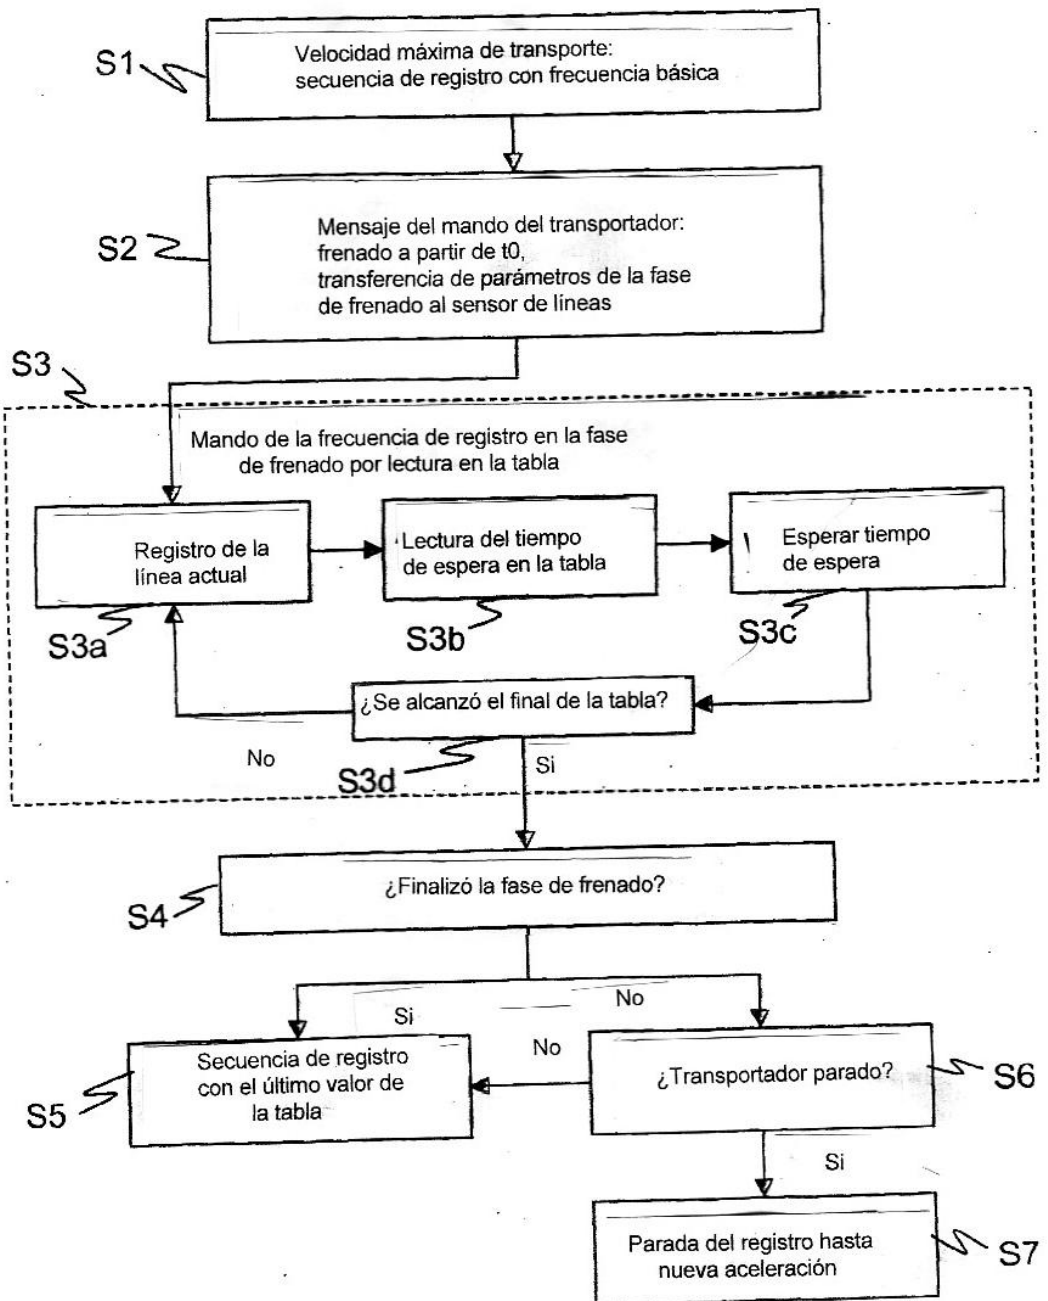 S1
Velocidad máxima de transporte:
secuencia de registro con frecuencia básica
S2
Mensaje del mando del transportador:
frenado a partir de t0,
transferencia de parámetros de la fase
de frenado al sensor de líneas
S3
Mando de la frecuencia de registro en la fase
de frenado por lectura en la tabla
Registro de la
línea actual
S3a
Lectura del tiempo
de espera en la tabla
S3b
Esperar tiempo
de espera
S3c
¿Se alcanzó el final de la tabla?
No
S3d
Si
¿Finalizó la fase de frenado?
S4
Si
No
Secuencia de registro
con el último valor de
la tabla
S5
No
¿Transportador parado?
S6
Si
Parada del registro hasta
nueva aceleración
S7